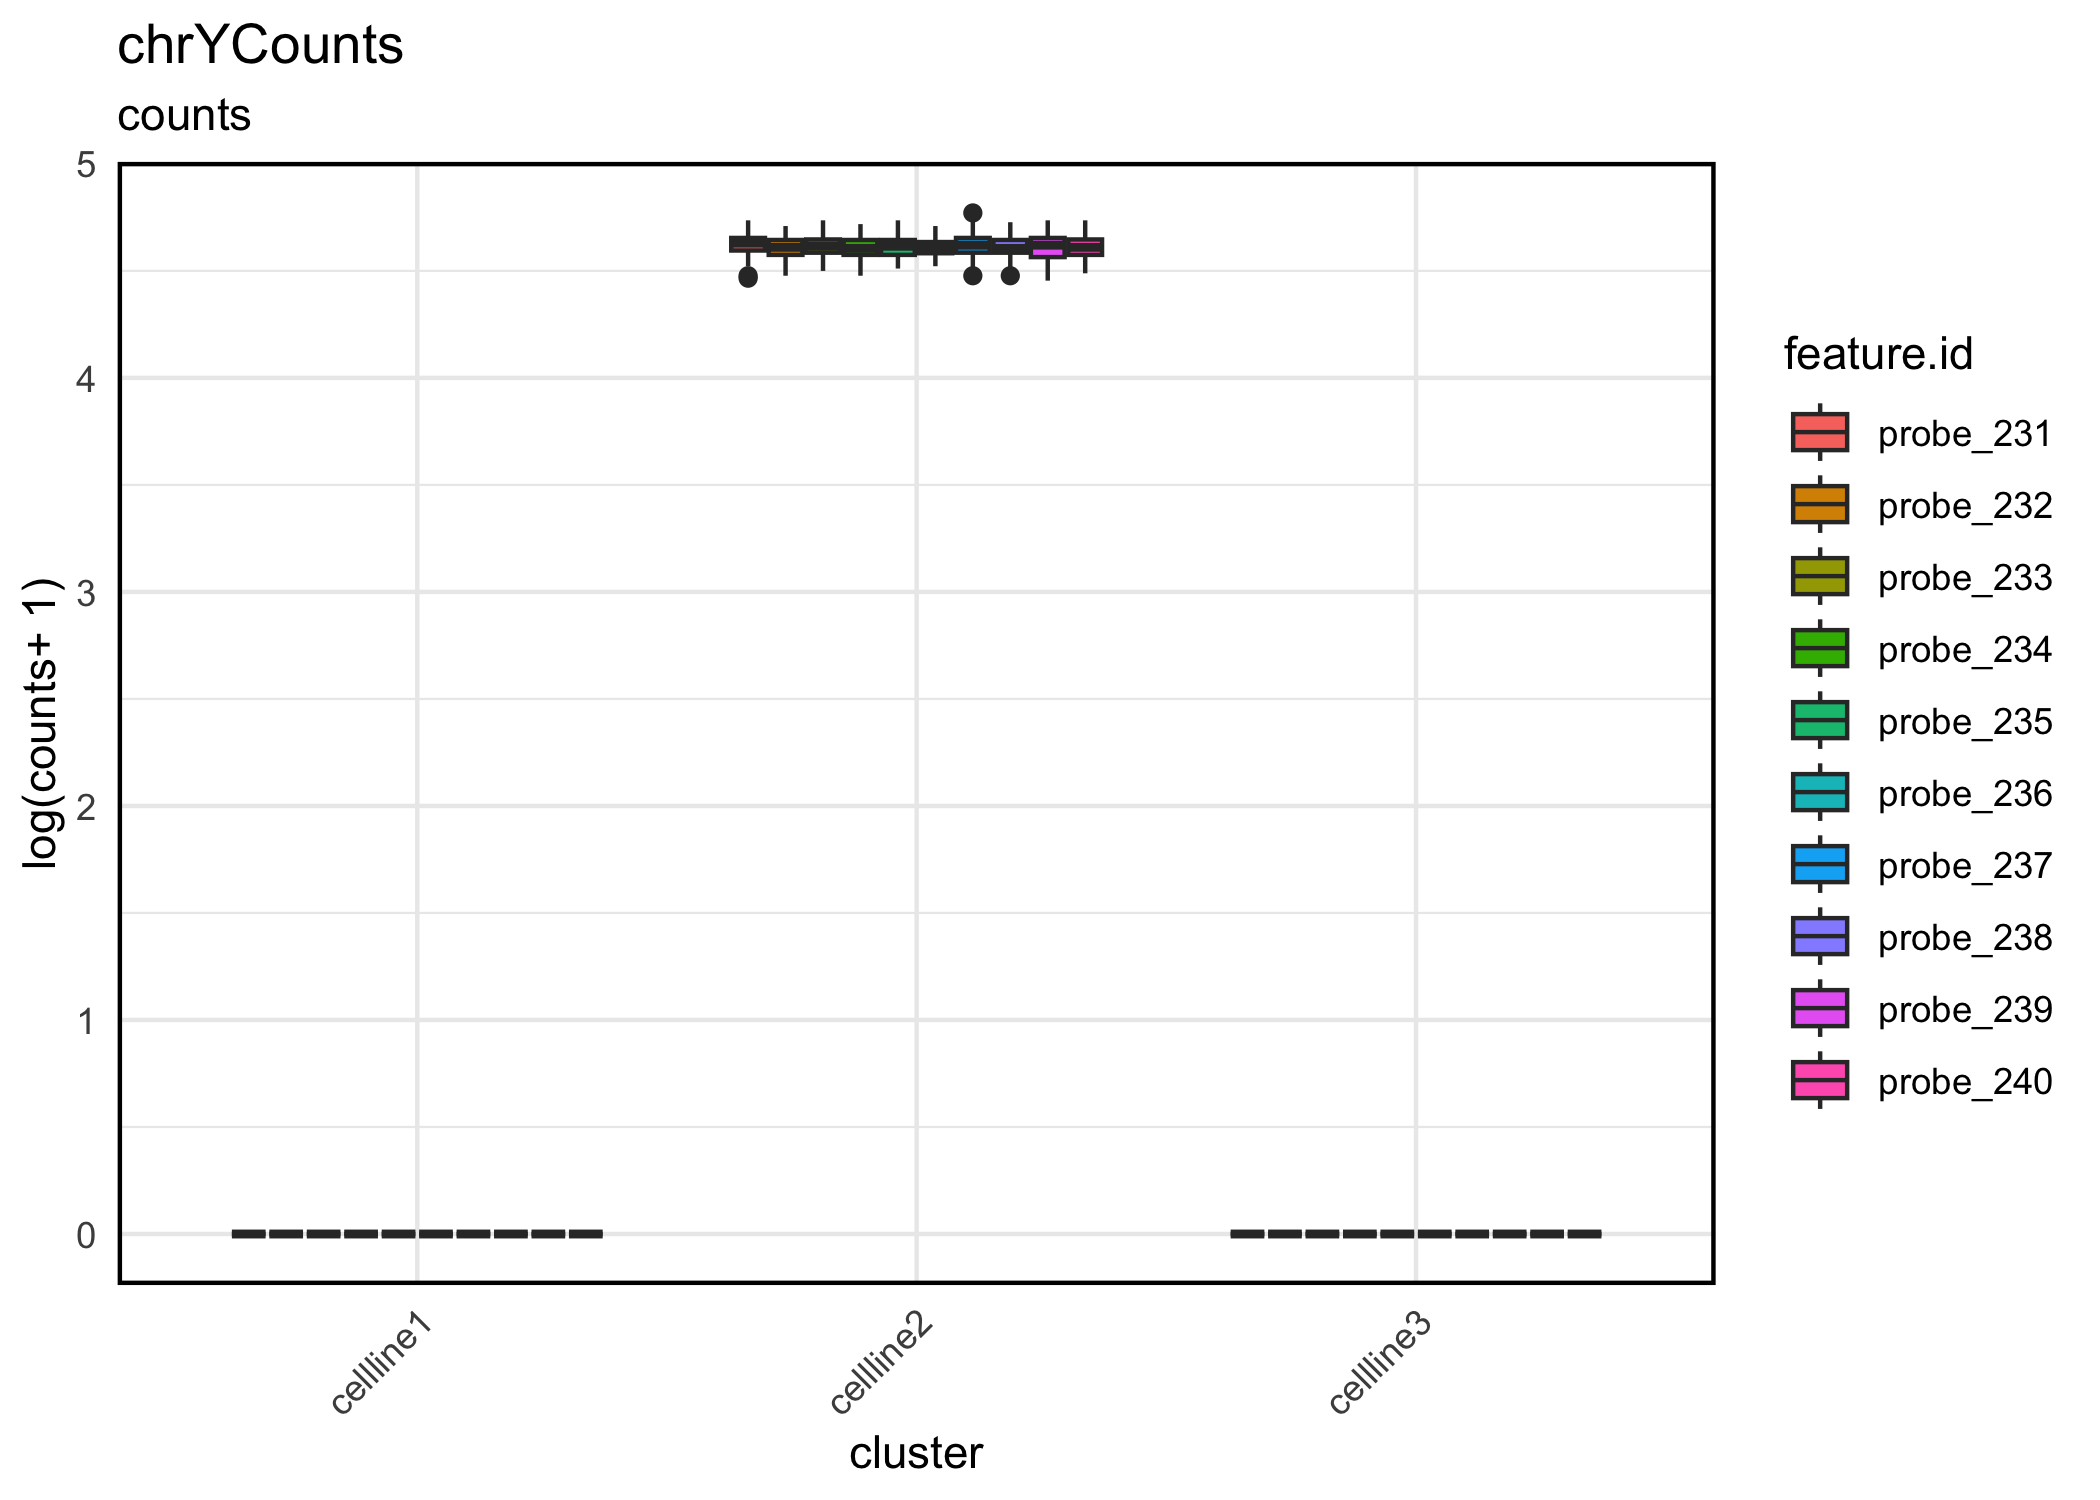 chrYCounts
counts
5
4
3
2
1
0
log(counts+ 1)
cellline1
cellline2
cellline3
cluster
feature.id
probe_231
probe_232
probe_233
probe_234
probe_235
probe_236
probe_237
probe_238
probe_239
probe_240